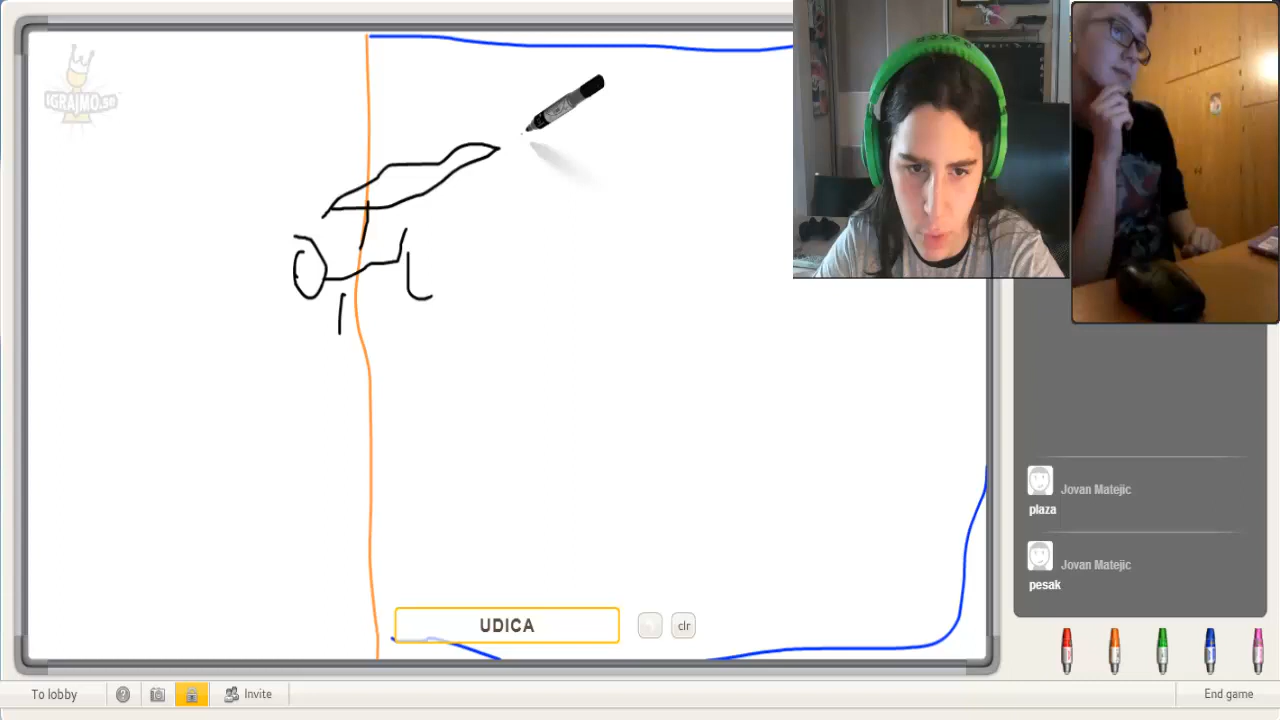 IGRAJMO.se
Jovan Matejic
plaza
Jovan Matejic
pesak
UDICA
clr
To lobby
Invite
End game